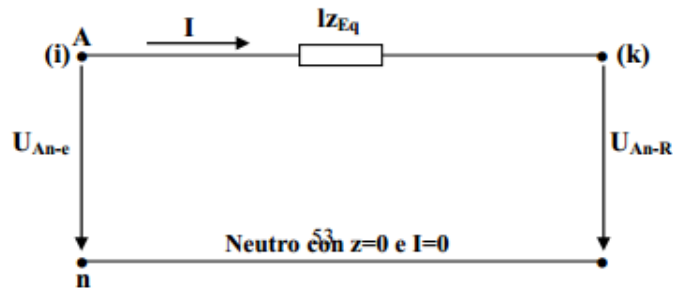 I
lzEq
A
(i)
(k)
UAn-e
UAn-R
53
Neutro con z=0 e I=0
n